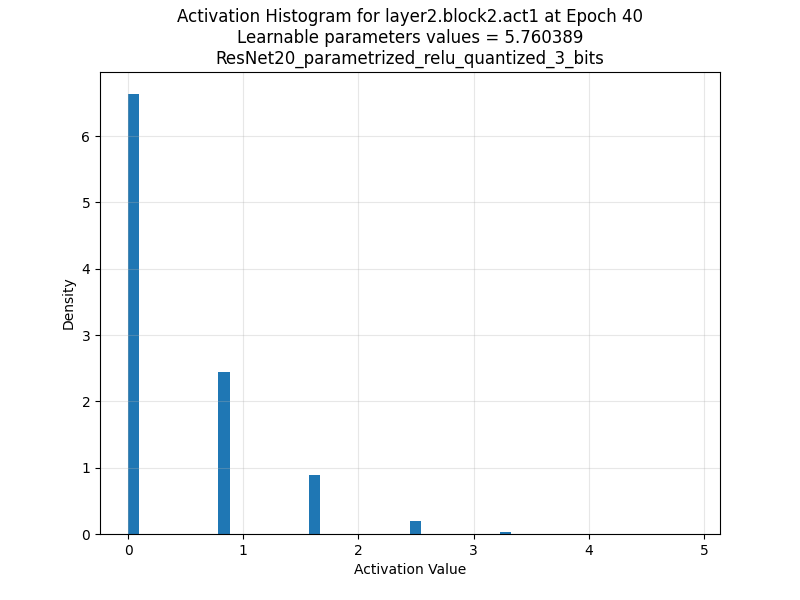 Activation Histogram for layer2.block2.act1 at Epoch 40
Learnable parameters values = 5.760389
ResNet20_parametrized_relu_quantized_3_bits
6
5
4
3
2
1
0
Density
0 1 2 3 4 5
Activation Value